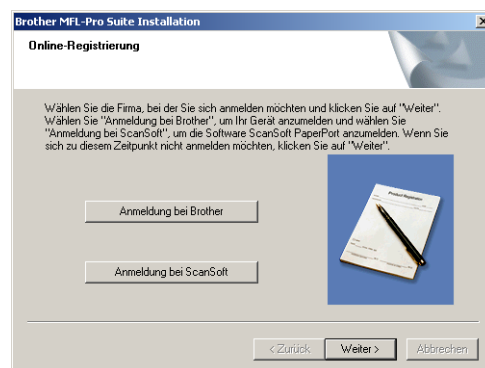 Brother MFL-Pro Suite Installation
Online-Registrierung
Wählen Sie die Firma, bei der Sie sich anmelden möchten und klicken Sie auf "Weiter".
Wählen Sie "Anmeldung bei Brother", um Ihr Gerät anzumelden und wählen Sie
"Anmeldung bei ScanSoft", um die Software ScanSoft PaperPort anzumelden. Wenn Sie
sich zu diesem Zeitpunkt nicht anmelden möchten, klicken Sie auf "Weiter".
Product Registration
Anmeldung bei Brother
Anmeldung bei ScanSoft
< Zurück
Weiter >
Abbrechen